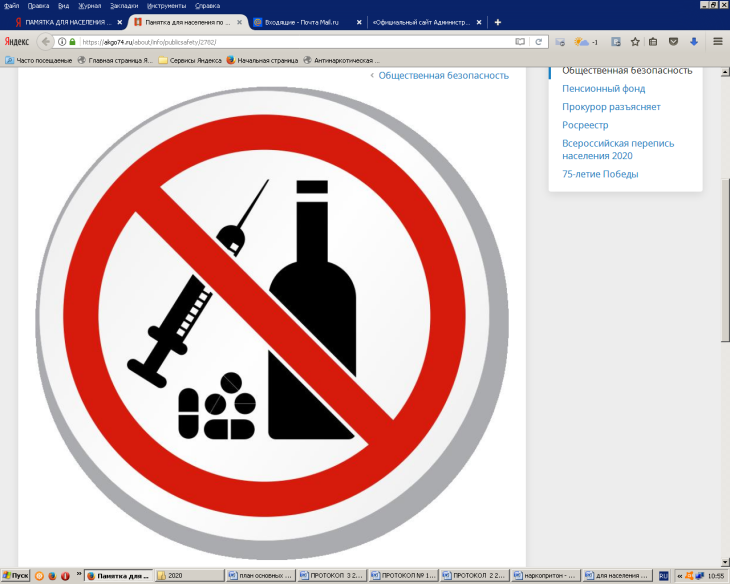 Файл Правка Вид Журнал Закладки Инструменты Справка
ПАМЯТКА ДЛЯ НАСЕЛЕНИЯ ...
Памятка для населения по ...
Входящие - Почта Mail.ru
<Официальный сайт Администр...
Яндекс
https://akgo74.ru/about/info/publicsafety/2782/
-1
Часто посещаемые Главная страница Я... Сервисы Яндекса Начальная страница Антинаркотическая ...
‹ Общественная безопасность
Общественная безопасность
Пенсионный фонд
Прокурор разъясняет
Росреестр
Всероссийская перепись
населения 2020
75-летие Победы
Пуск » Памятка для ... 2020 план основных ... ПРОТОКОЛ 3 2... ПРОТОКОЛ № 1... ПРОТОКОЛ 2 2... наркопритон - ... для населения ... RU « 10:55